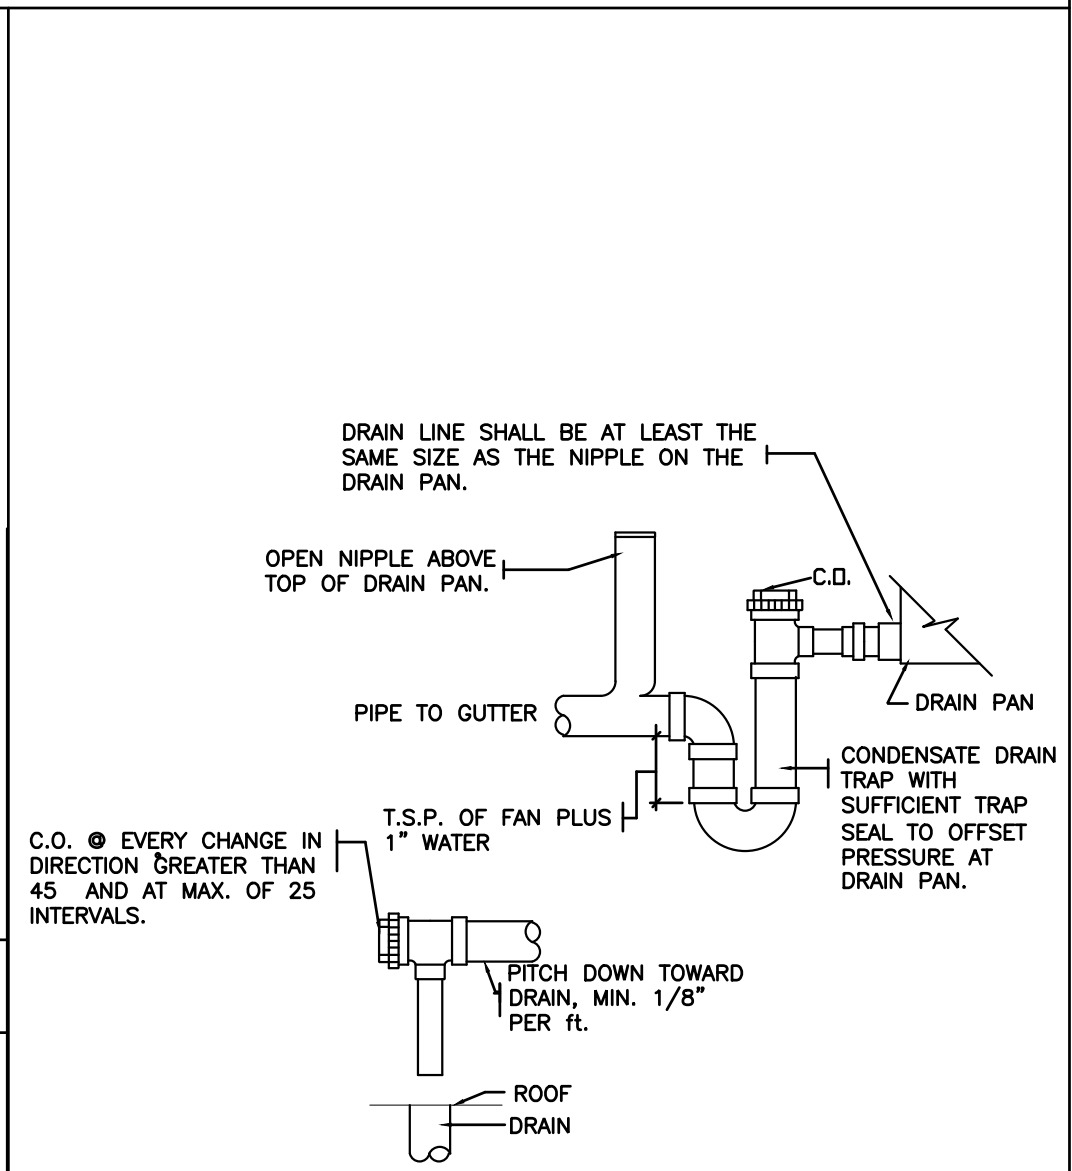 DRAIN LINE SHALL BE AT LEAST THE
SAME SIZE AS THE NIPPLE ON THE
DRAIN PAN.
OPEN NIPPLE ABOVE
TOP OF DRAIN PAN.
C.O.
DRAIN PAN
PIPE TO GUTTER
CONDENSATE DRAIN
TRAP WITH
SUFFICIENT TRAP
SEAL TO OFFSET
PRESSURE AT
DRAIN PAN.
T.S.P. OF FAN PLUS
1" WATER
C.O. @ EVERY CHANGE IN
DIRECTION GREATER THAN
45 AND AT MAX. OF 25
INTERVALS.
PITCH DOWN TOWARD
DRAIN, MIN. 1/8"
PER ft.
ROOF
DRAIN